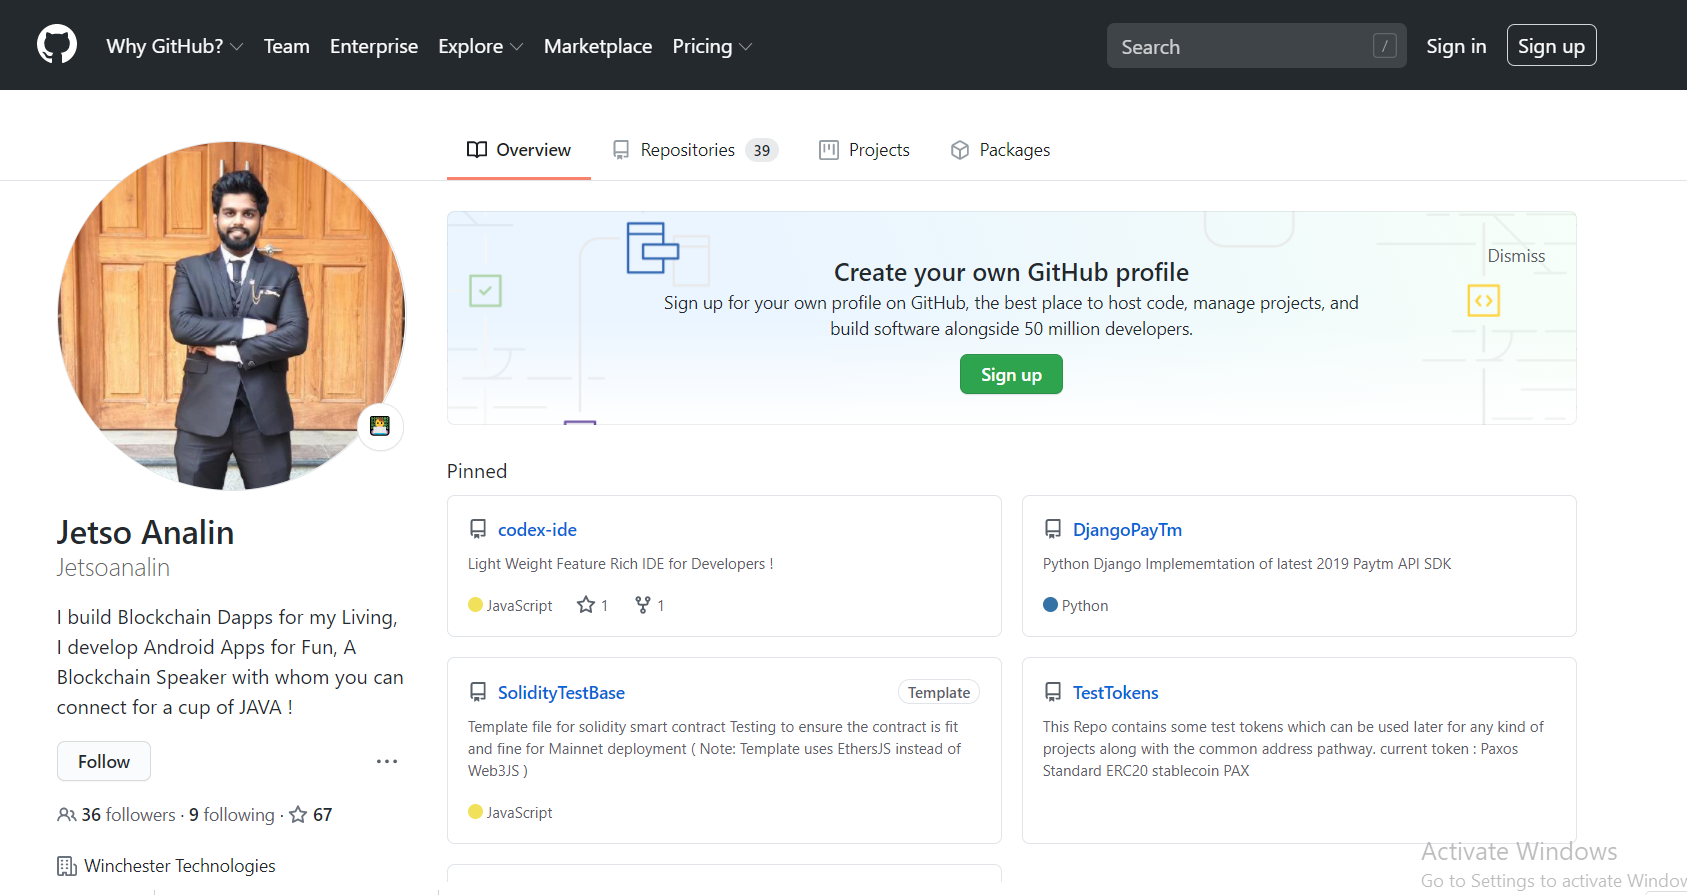 Why GitHub? Team Enterprise Explore Marketplace Pricing Search / Sign in Sign up
Overview Repositories 39 Projects Packages
Create your own GitHub profile
Dismiss
Sign up for your own profile on GitHub, the best place to host code, manage projects, and
build software alongside 50 million developers.
Sign up
Jetso Analin
Jetsoanalin
I build Blockchain Dapps for my Living,
I develop Android Apps for Fun, A
Blockchain Speaker with whom you can
connect for a cup of JAVA !
Follow ...
36 followers · 9 following · 67
Winchester Technologies
Pinned
codex-ide
Light Weight Feature Rich IDE for Developers !
JavaScript 1 1
DjangoPayTm
Python Django Implememtation of latest 2019 Paytm API SDK
Python
SolidityTestBase Template
Template file for solidity smart contract Testing to ensure the contract is fit
and fine for Mainnet deployment ( Note: Template uses EthersJS instead of
Web3JS )
JavaScript
TestTokens
This Repo contains some test tokens which can be used later for any kind of
projects along with the common address pathway. current token : Paxos
Standard ERC20 stablecoin PAX
Activate Windows
Go to Settings to activate Window